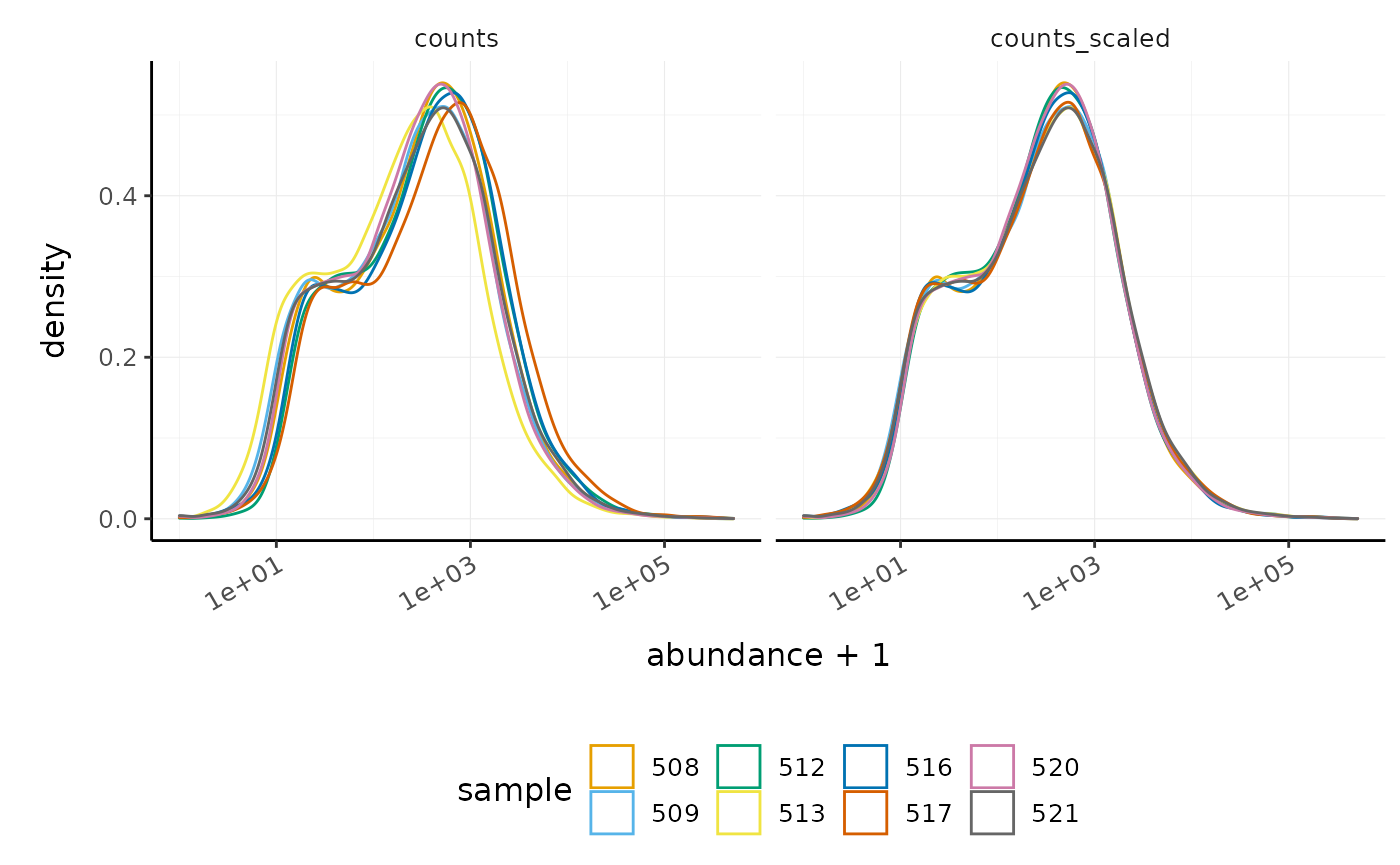 counts counts_scaled
density
0.4
0.2
0.0
1e+01 1e+03 1e+05 1e+01 1e+03 1e+05
abundance + 1
sample
508 512 516 520
509 513 517 521